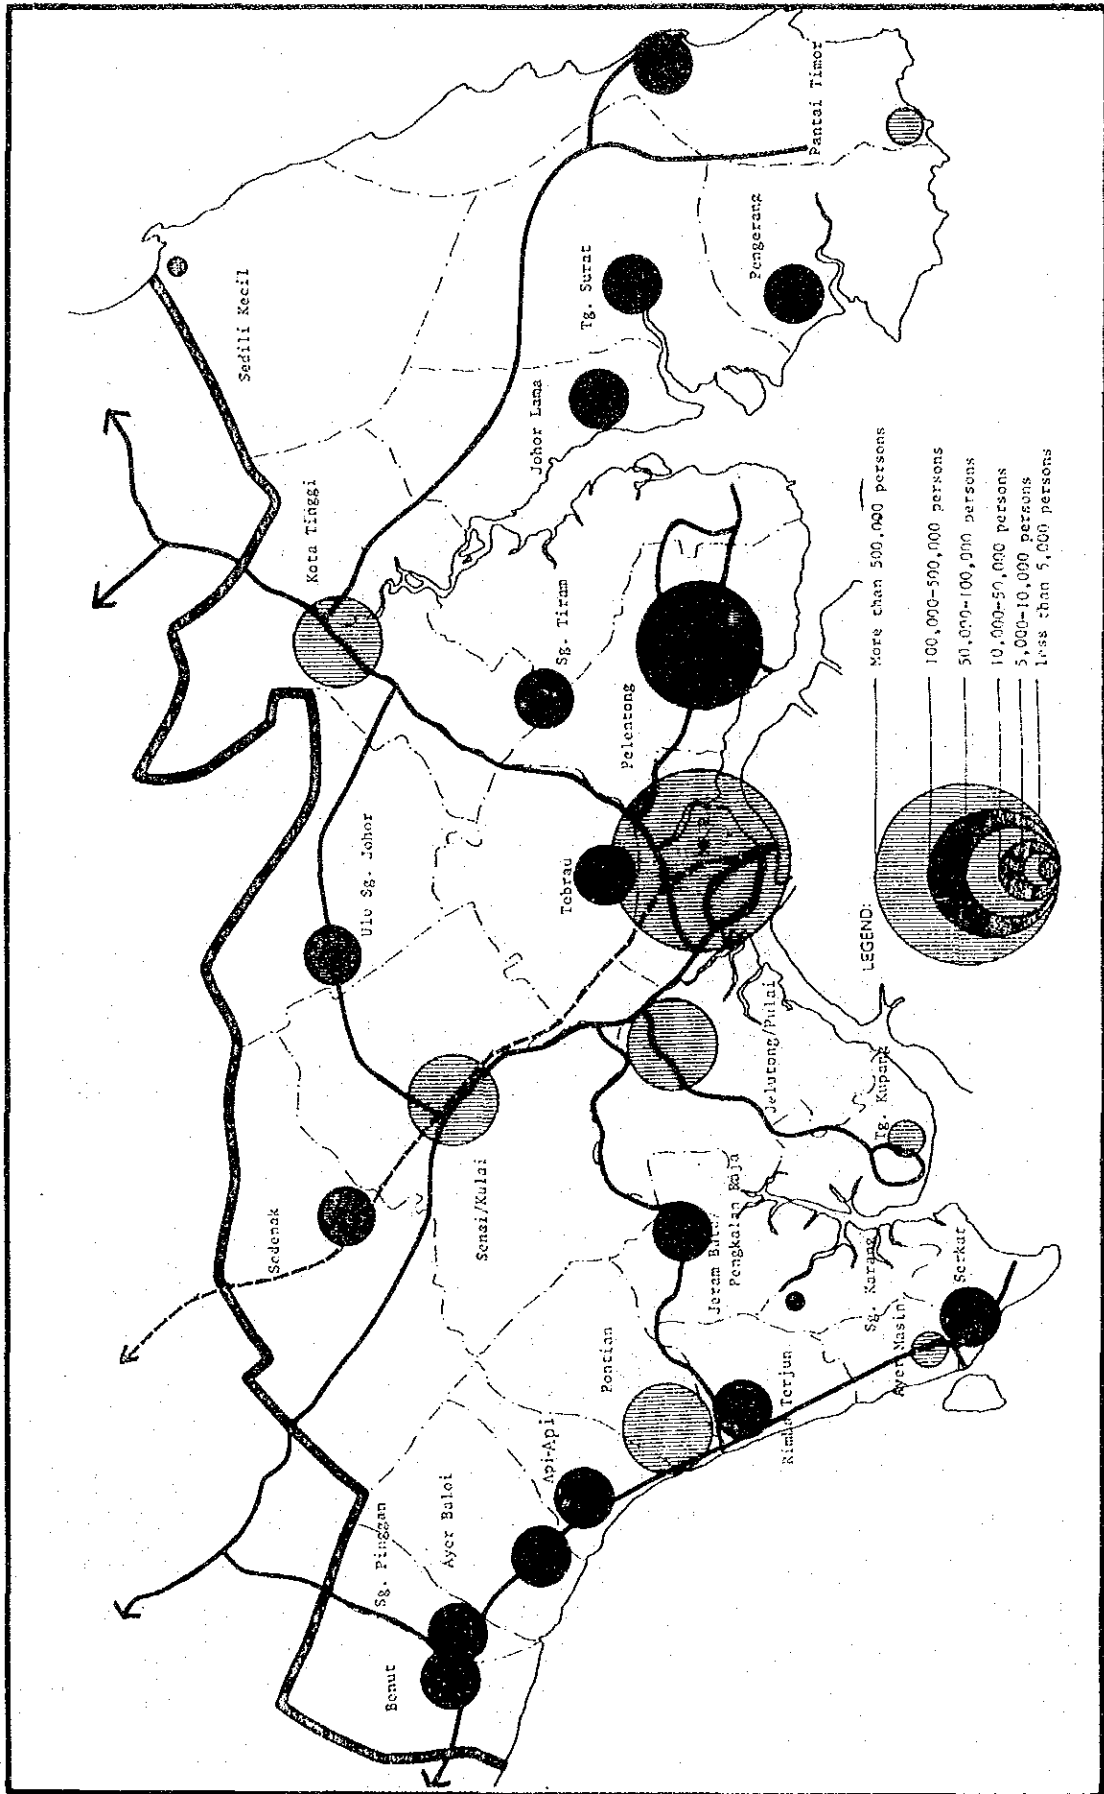 Sedili Kecil
Kota Tinggi
Pantai Timor
Tg. Surat
Pengerang
Johor Lama
Sg. Tiram
Pelentong
Ulu Sg. Johor
Tebrau
Sedenak
Senai/Kulai
Jelutong/Pulai
Tg. Kupang
Jeram Batu/
Pengkalan Raja
Sg. Karang
Serkat
Ayer Masin
Rimba Terjun
Pontian
Api-Api
Ayer Baloi
Sg. Pinggan
Benut
LEGEND:
More than 500,000 persons
100,000-500,000 persons
50,000-100,000 persons
10,000-50,000 persons
5,000-10,000 persons
less than 5,000 persons